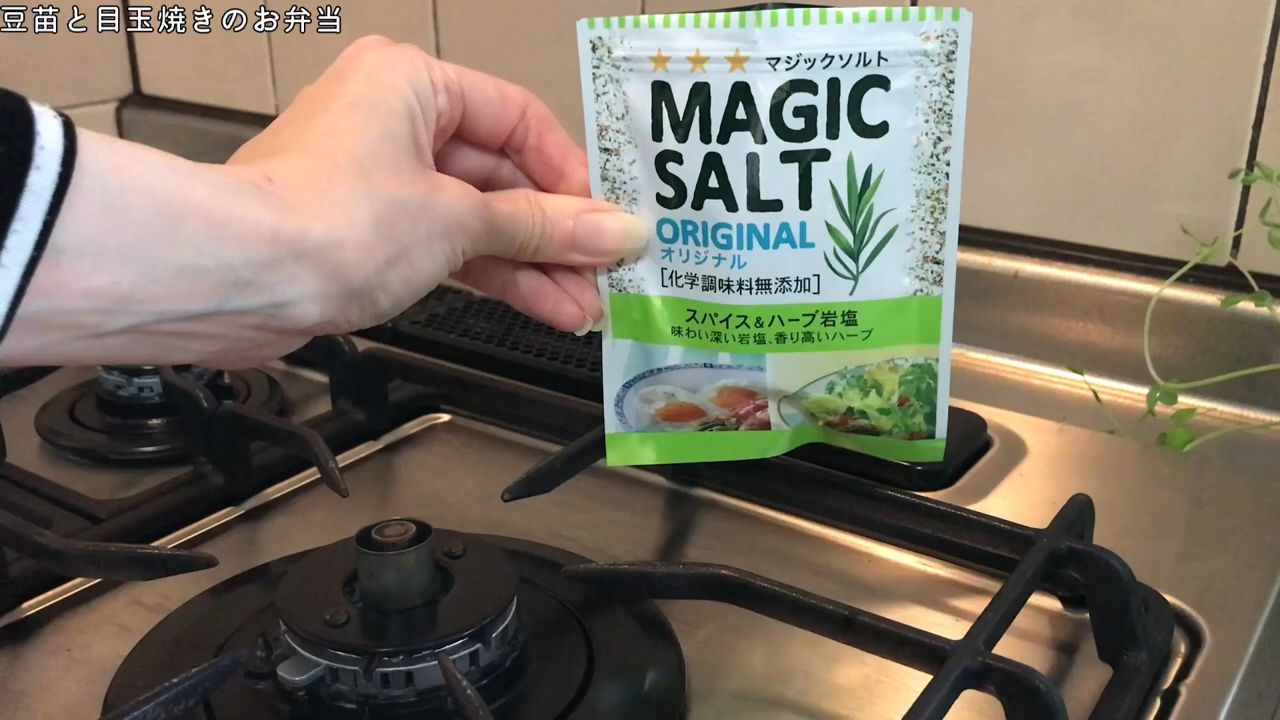 豆苗と目玉焼きのお弁当
マジックソルト
MAGIC
SALT
ORIGINAL
オリジナル
[化学調味料無添加]
スパイス&ハーブ岩塩
味わい深い岩塩、香り高いハーブ